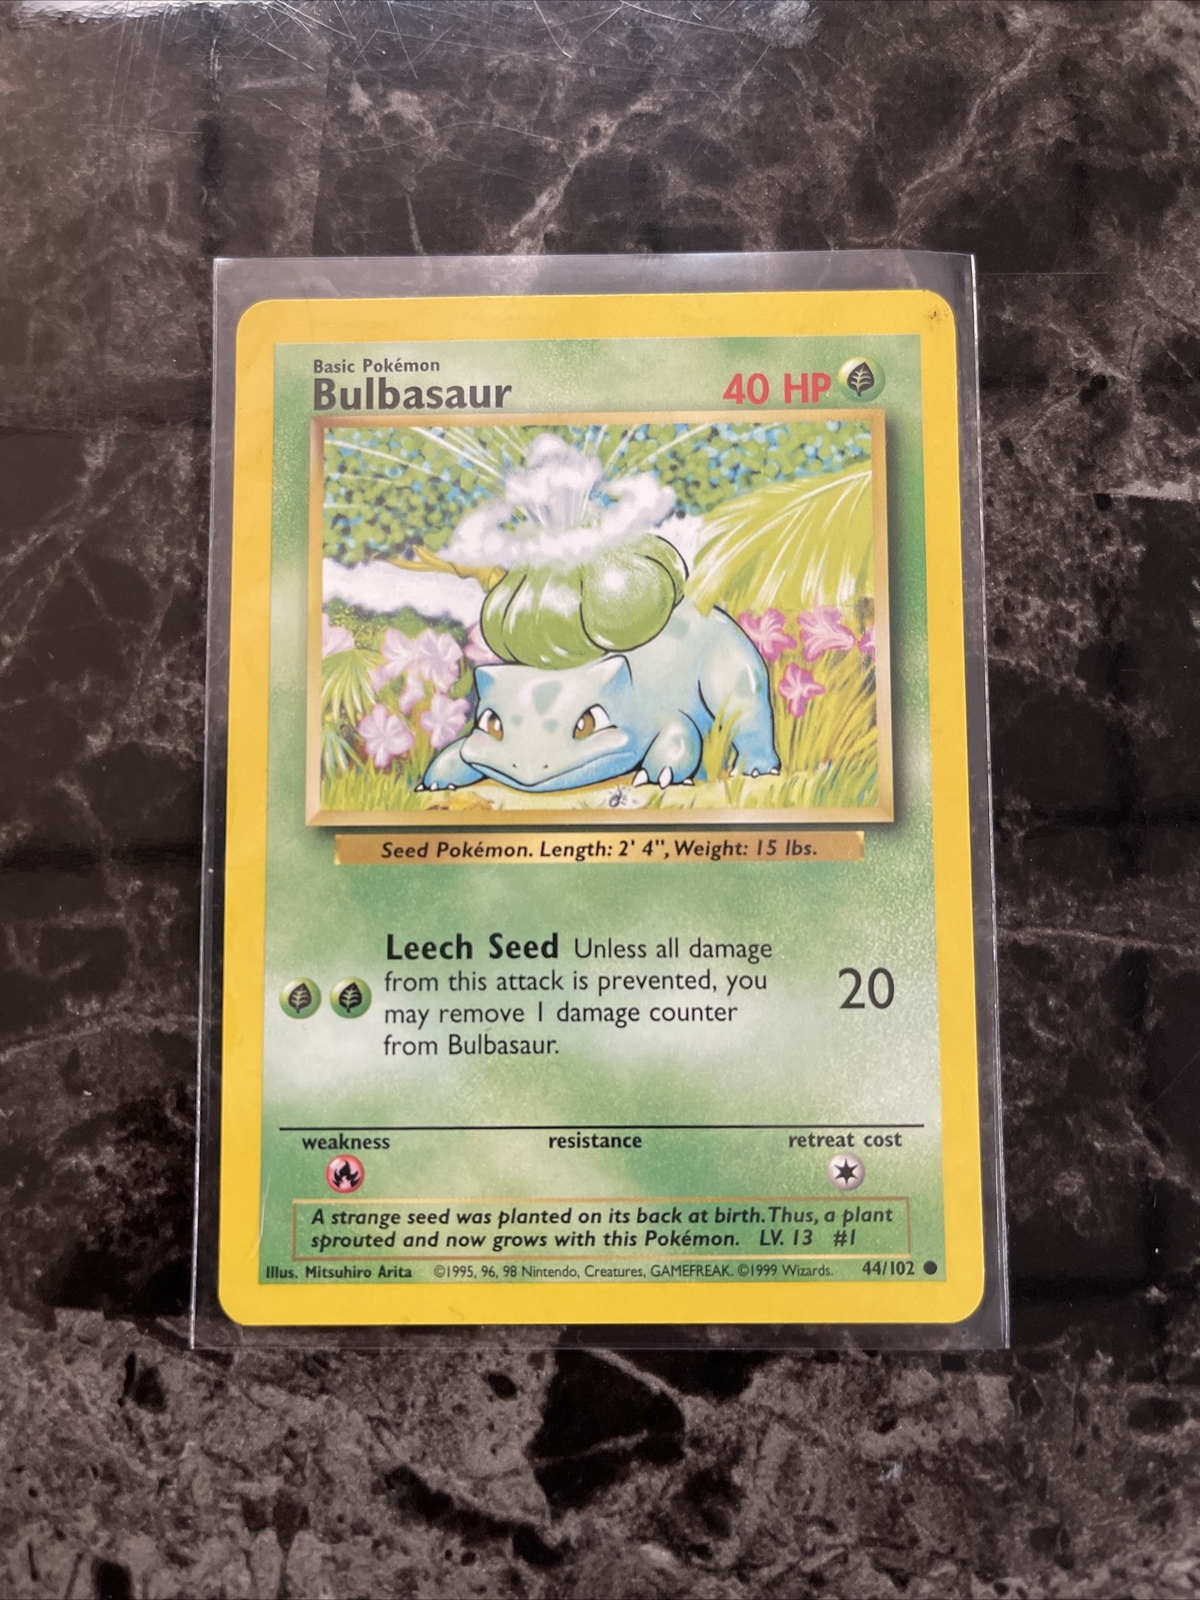 Basic Pokémon
Bulbasaur
40 HP
Seed Pokémon. Length: 2' 4", Weight: 15 lbs.
Leech Seed Unless all damage
from this attack is prevented, you
may remove 1 damage counter
from Bulbasaur.
20
weakness resistance retreat cost
A strange seed was planted on its back at birth. Thus, a plant
sprouted and now grows with this Pokémon. LV. 13 #1
Illus. Mitsuhiro Arita ©1995, 96, 98 Nintendo, Creatures, GAMEFREAK. ©1999 Wizards. 44/102